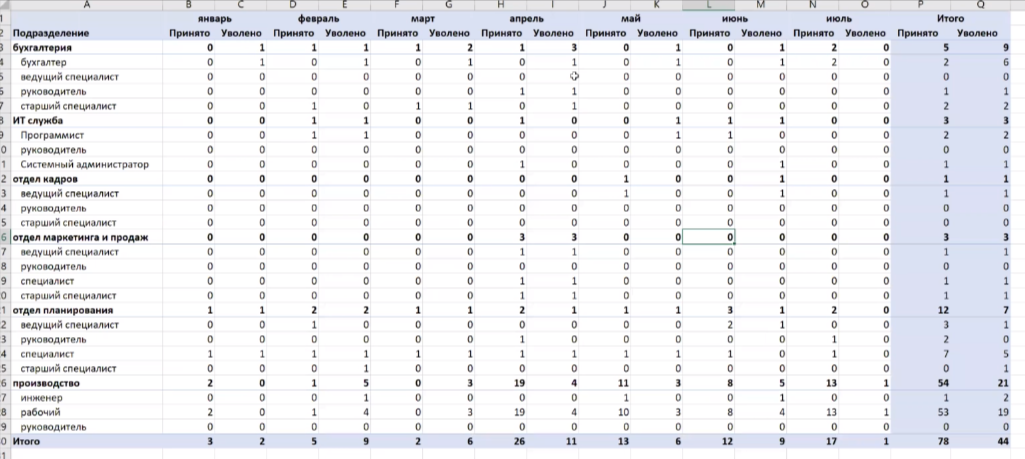 A B C D E F G H I J K L M N O P Q
1 январь февраль март апрель май июнь июль Итого
2 Подразделение Принято Уволено Принято Уволено Принято Уволено Принято Уволено Принято Уволено Принято Уволено Принято Уволено Принято Уволено
3 бухгалтерия 0 1 1 1 1 2 1 3 0 1 0 1 2 0 5 9
4 бухгалтер 0 1 0 1 0 1 0 1 0 1 0 1 2 0 2 6
5 ведущий специалист 0 0 0 0 0 0 0 0 0 0 0 0 0 0 0
6 руководитель 0 0 0 0 0 0 1 1 0 0 0 0 0 0 1 1
7 старший специалист 0 0 1 0 1 1 0 1 0 0 0 0 0 0 2 2
8 ИТ служба 0 0 1 1 0 0 1 0 0 1 1 1 0 0 3 3
9 Программист 0 0 1 1 0 0 0 0 0 1 1 0 0 0 2 2
0 руководитель 0 0 0 0 0 0 0 0 0 0 0 0 0 0 0 0
1 Системный администратор 0 0 0 0 0 0 1 0 0 0 0 1 0 0 1 1
2 отдел кадров 0 0 0 0 0 0 0 0 1 0 0 1 0 0 1 1
3 ведущий специалист 0 0 0 0 0 0 0 0 1 0 0 1 0 0 1 1
4 руководитель 0 0 0 0 0 0 0 0 0 0 0 0 0 0 0 0
5 старший специалист 0 0 0 0 0 0 0 0 0 0 0 0 0 0 0 0
6 отдел маркетинга и продаж 0 0 0 0 0 0 3 3 0 0 0 0 0 0 3 3
7 ведущий специалист 0 0 0 0 0 0 1 1 0 0 0 0 0 0 1 1
8 руководитель 0 0 0 0 0 0 0 0 0 0 0 0 0 0 0 0
9 специалист 0 0 0 0 0 0 1 1 0 0 0 0 0 0 1 1
0 старший специалист 0 0 0 0 0 0 1 1 0 0 0 0 0 0 1 1
1 отдел планирования 1 1 2 2 1 1 2 1 1 1 3 1 2 0 12 7
2 ведущий специалист 0 0 1 0 0 0 0 0 0 0 2 1 0 0 3 1
3 руководитель 0 0 0 0 0 0 1 0 0 0 0 0 1 0 2 0
4 специалист 1 1 1 1 1 1 1 1 1 1 1 0 1 0 7 5
5 старший специалист 0 0 0 1 0 0 0 0 0 0 0 0 0 0 0 1
6 производство 2 0 1 5 0 3 19 4 11 3 8 5 13 1 54 21
7 инженер 0 0 0 1 0 0 0 0 1 0 0 1 0 0 1 2
8 рабочий 2 0 1 4 0 3 19 4 10 3 8 4 13 1 53 19
9 руководитель 0 0 0 0 0 0 0 0 0 0 0 0 0 0 0 0
0 Итого 3 2 5 9 2 6 26 11 13 6 12 9 17 1 78 44
1